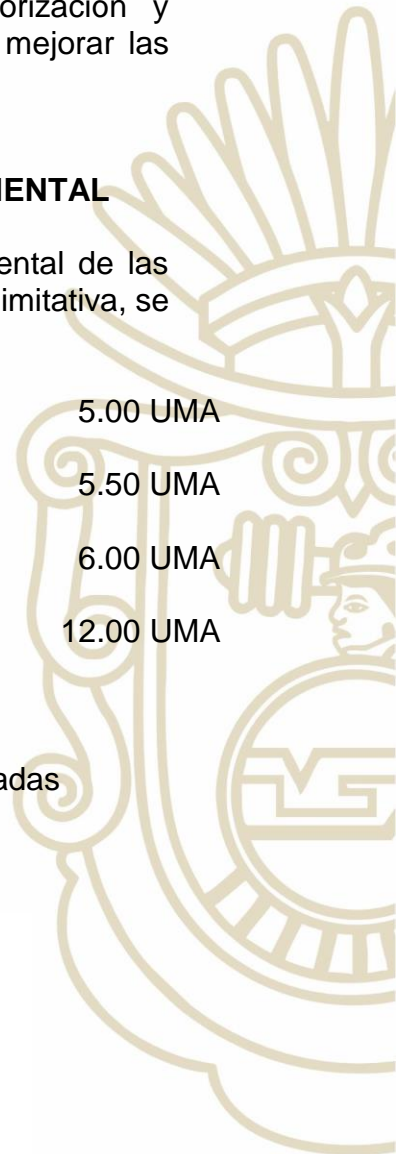 orización y
mejorar las
IENTAL
ental de las
imitativa, se
5.00 UMA
5.50 UMA
6.00 UMA
12.00 UMA
adas